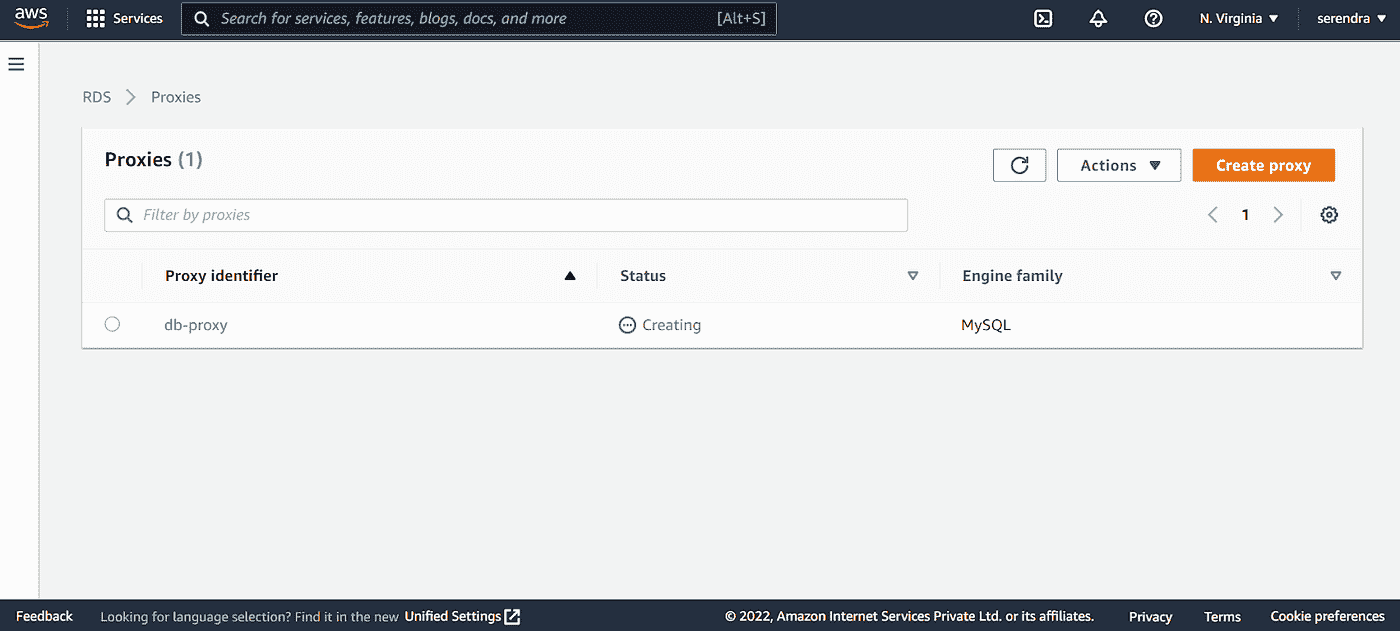 aws Services Search for services, features, blogs, docs, and more [Alt+S] N. Virginia serendra
RDS Proxies
Proxies (1)
Actions Create proxy
Filter by proxies 1
Proxy identifier Status Engine family
db-proxy Creating MySQL
Feedback Looking for language selection? Find it in the new Unified Settings © 2022, Amazon Internet Services Private Ltd. or its affiliates. Privacy Terms Cookie preferences